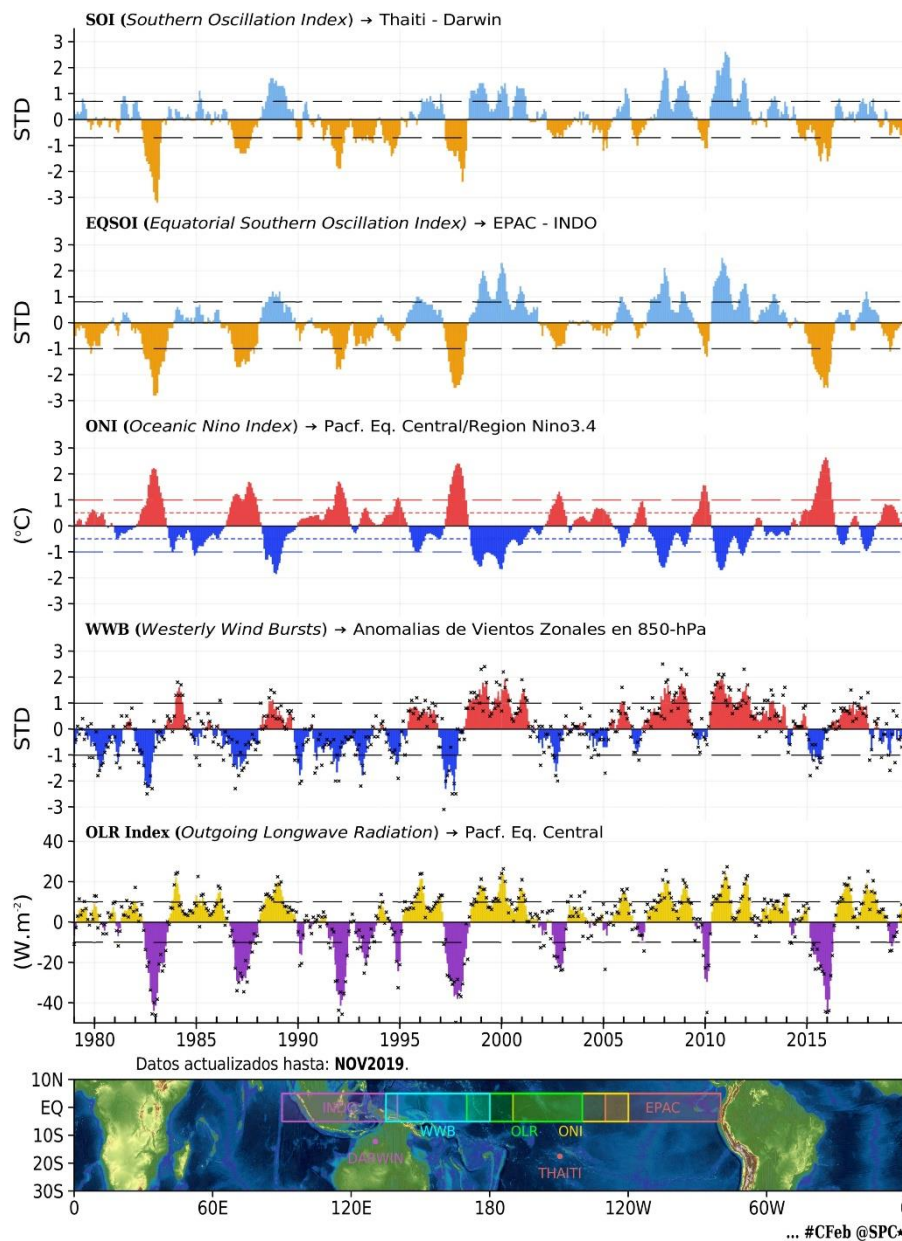 SOI (Southern Oscillation Index) → Thaiti - Darwin
3
2
1
0
-1
-2
-3
STD
EQSOI (Equatorial Southern Oscillation Index) → EPAC - INDO
3
2
1
0
-1
-2
-3
STD
ONI (Oceanic Nino Index) → Pacf. Eq. Central/Region Nino3.4
3
2
1
0
-1
-2
-3
(°C)
WWB (Westerly Wind Bursts) → Anomalias de Vientos Zonales en 850-hPa
3
2
1
0
-1
-2
-3
STD
OLR Index (Outgoing Longwave Radiation) → Pacf. Eq. Central
40
20
0
-20
-40
(W.m⁻²)
1980 1985 1990 1995 2000 2005 2010 2015
Datos actualizados hasta: NOV2019.
10N
EQ
10S
20S
30S
INDO EPAC
WWB OLR ONI
DARWIN
THAITI
0 60E 120E 180 120W 60W
... #CFeb @SPC